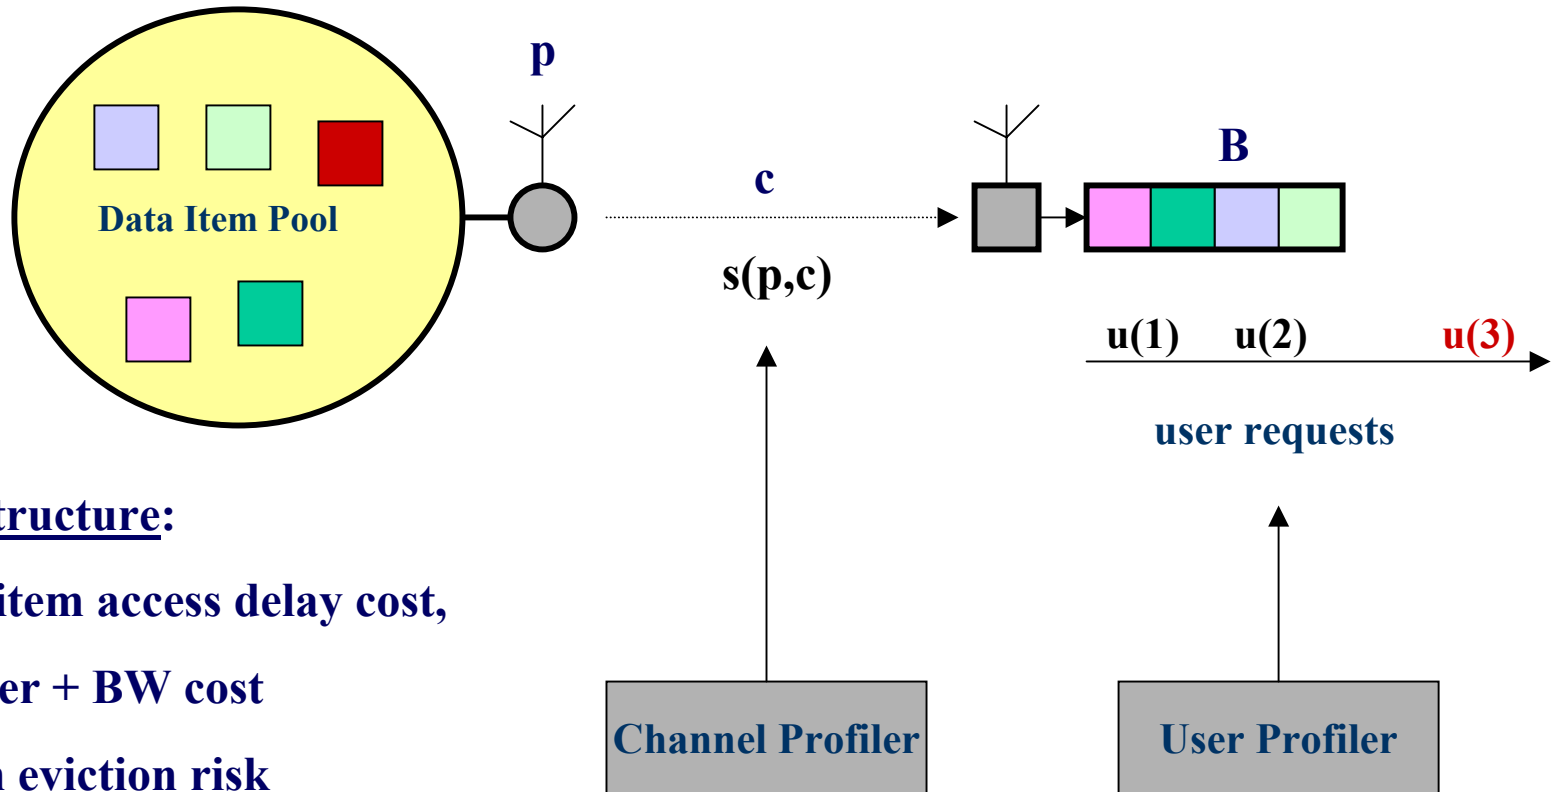 p
B
c
Data Item Pool
s(p,c)
u(1) u(2) u(3)
user requests
tructure:
item access delay cost,
er + BW cost
Channel Profiler
User Profiler
eviction risk